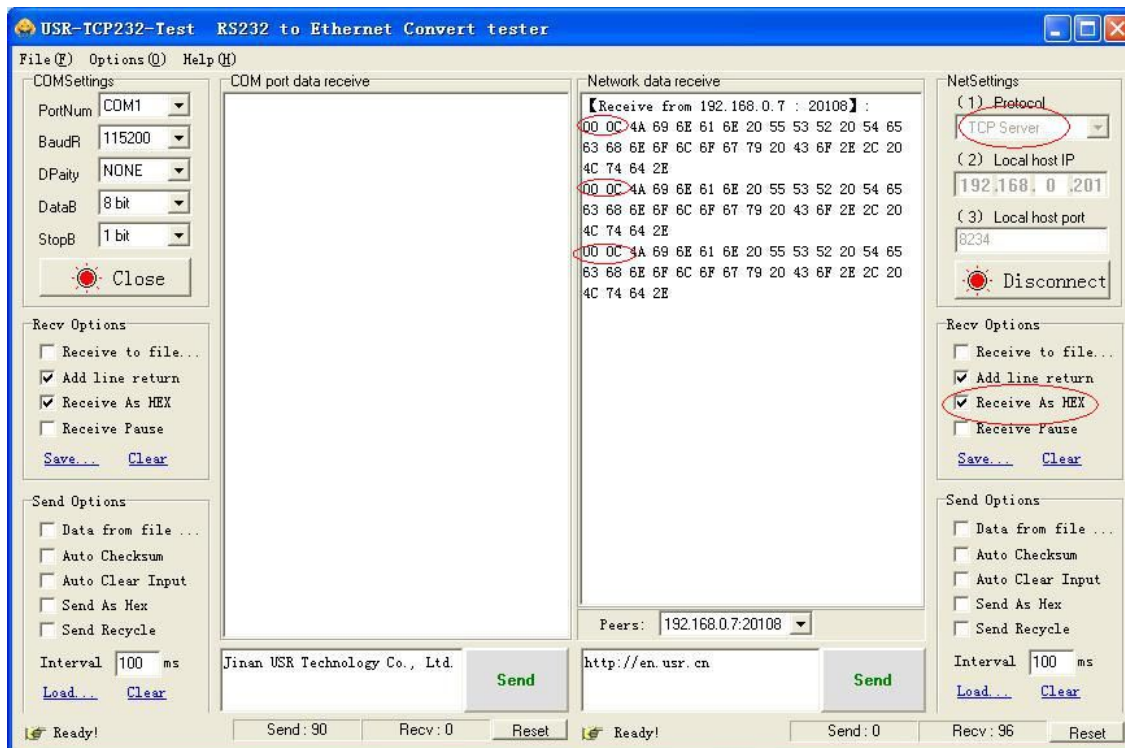 USR-TCP232-Test RS232 to Ethernet Convert tester
File(F) Options(O) Help(H)
COMSettings
PortNum COM1
BaudR 115200
DPaity NONE
DataB 8 bit
StopB 1 bit
Close
Recv Options
Receive to file...
Add line return
Receive As HEX
Receive Pause
Save... Clear
Send Options
Data from file ...
Auto Checksum
Auto Clear Input
Send As Hex
Send Recycle
Interval 100 ms
Load... Clear
Ready!
COM port data receive
Jinan USR Technology Co., Ltd.
Send
Send : 90 Recv : 0 Reset
Network data receive
【Receive from 192.168.0.7 : 20108】:
00 0C 4A 69 6E 61 6E 20 55 53 52 20 54 65
63 68 6E 6F 6C 6F 67 79 20 43 6F 2E 2C 20
4C 74 64 2E
00 0C 4A 69 6E 61 6E 20 55 53 52 20 54 65
63 68 6E 6F 6C 6F 67 79 20 43 6F 2E 2C 20
4C 74 64 2E
00 0C 4A 69 6E 61 6E 20 55 53 52 20 54 65
63 68 6E 6F 6C 6F 67 79 20 43 6F 2E 2C 20
4C 74 64 2E
Peers: 192.168.0.7:20108
http://en.usr.cn
Send
Ready!
Send : 0 Recv : 96 Reset
NetSettings
(1) Protocol
TCP Server
(2) Local host IP
192.168. 0 .201
(3) Local host port
8234
Disconnect
Recv Options
Receive to file...
Add line return
Receive As HEX
Receive Pause
Save... Clear
Send Options
Data from file ...
Auto Checksum
Auto Clear Input
Send As Hex
Send Recycle
Interval 100 ms
Load... Clear